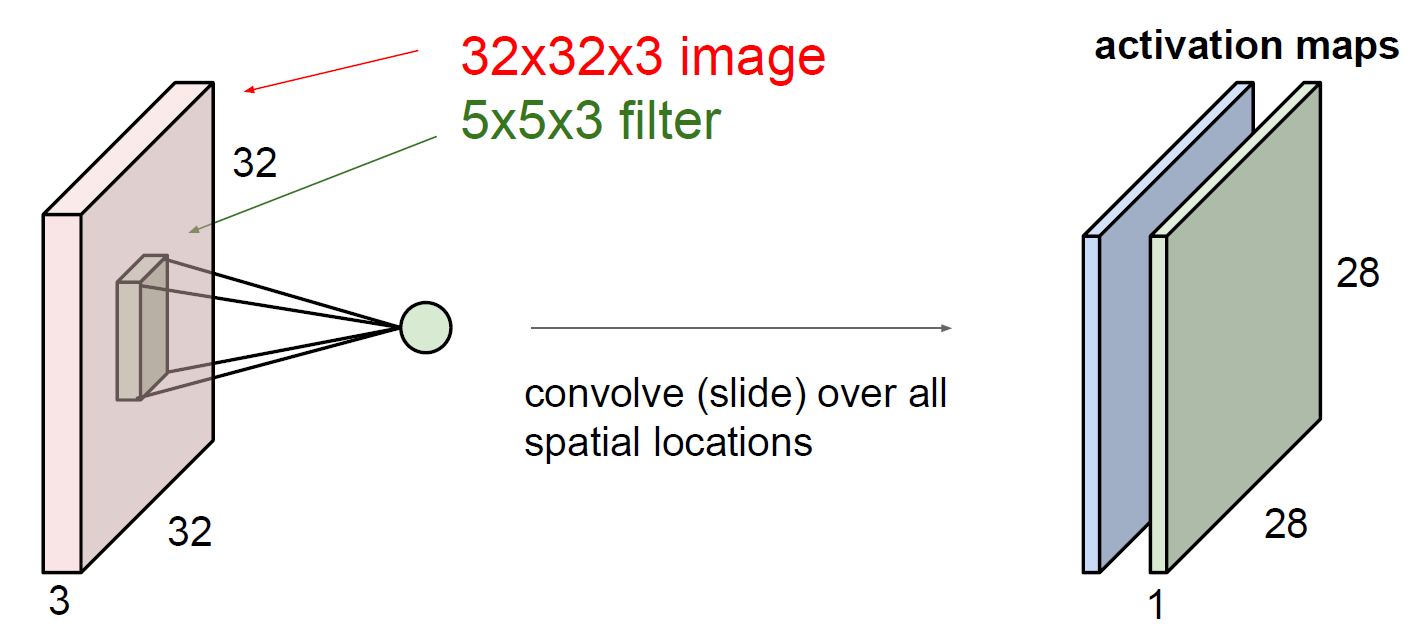 32x32x3 image
5x5x3 filter
activation maps
32
32
3
convolve (slide) over all
spatial locations
28
28
1